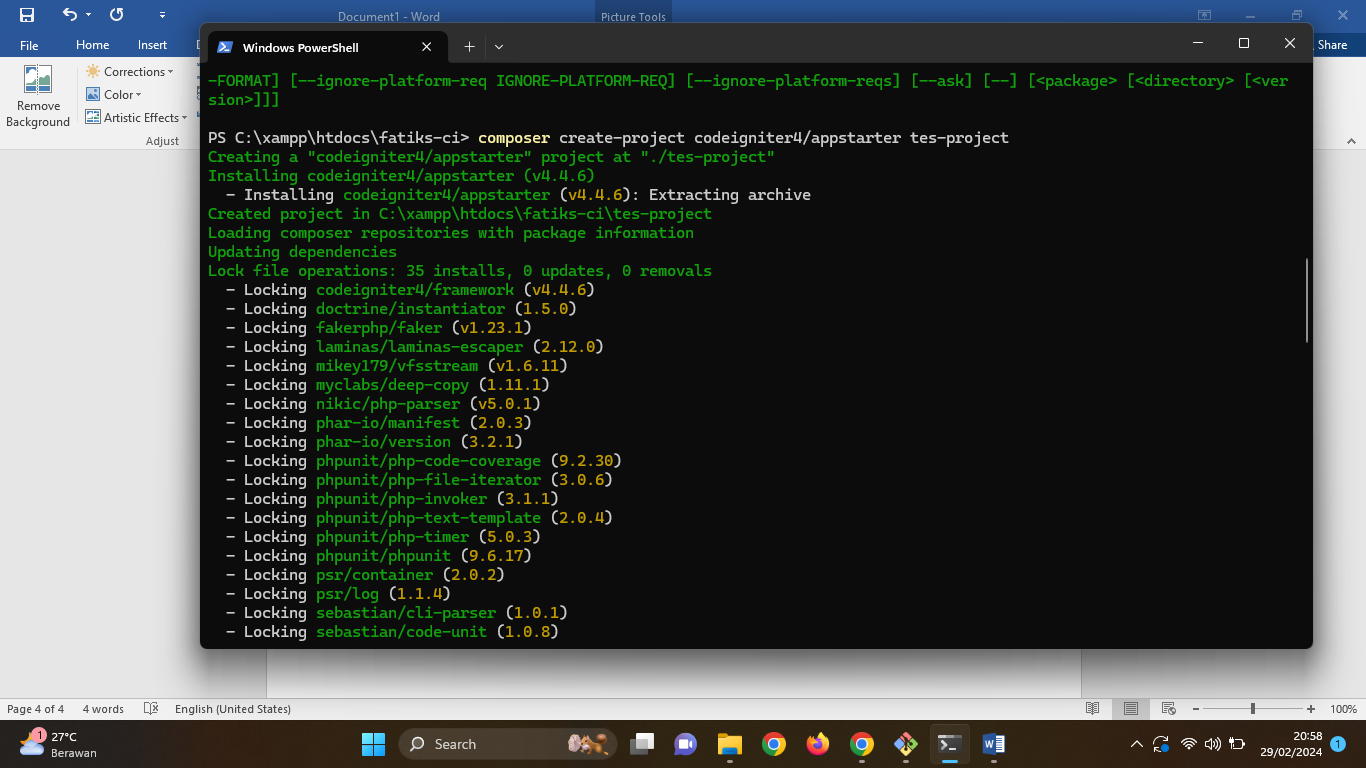 Document1 - Word
Picture Tools
File
Home
Insert
Share
Windows PowerShell
Remove
Background
Corrections
Color
Artistic Effects
Adjust
-FORMAT] [--ignore-platform-req IGNORE-PLATFORM-REQ] [--ignore-platform-reqs] [--ask] [--] [<package> [<directory> [<ver
sion>]]]
PS C:\xampp\htdocs\fatiks-ci> composer create-project codeigniter4/appstarter tes-project
Creating a "codeigniter4/appstarter" project at "./tes-project"
Installing codeigniter4/appstarter (v4.4.6)
- Installing codeigniter4/appstarter (v4.4.6): Extracting archive
Created project in C:\xampp\htdocs\fatiks-ci\tes-project
Loading composer repositories with package information
Updating dependencies
Lock file operations: 35 installs, 0 updates, 0 removals
- Locking codeigniter4/framework (v4.4.6)
- Locking doctrine/instantiator (1.5.0)
- Locking fakerphp/faker (v1.23.1)
- Locking laminas/laminas-escaper (2.12.0)
- Locking mikey179/vfsstream (v1.6.11)
- Locking myclabs/deep-copy (1.11.1)
- Locking nikic/php-parser (v5.0.1)
- Locking phar-io/manifest (2.0.3)
- Locking phar-io/version (3.2.1)
- Locking phpunit/php-code-coverage (9.2.30)
- Locking phpunit/php-file-iterator (3.0.6)
- Locking phpunit/php-invoker (3.1.1)
- Locking phpunit/php-text-template (2.0.4)
- Locking phpunit/php-timer (5.0.3)
- Locking phpunit/phpunit (9.6.17)
- Locking psr/container (2.0.2)
- Locking psr/log (1.1.4)
- Locking sebastian/cli-parser (1.0.1)
- Locking sebastian/code-unit (1.0.8)
Page 4 of 4
4 words
English (United States)
100%
1
27°C
Berawan
Search
20:58
29/02/2024
1